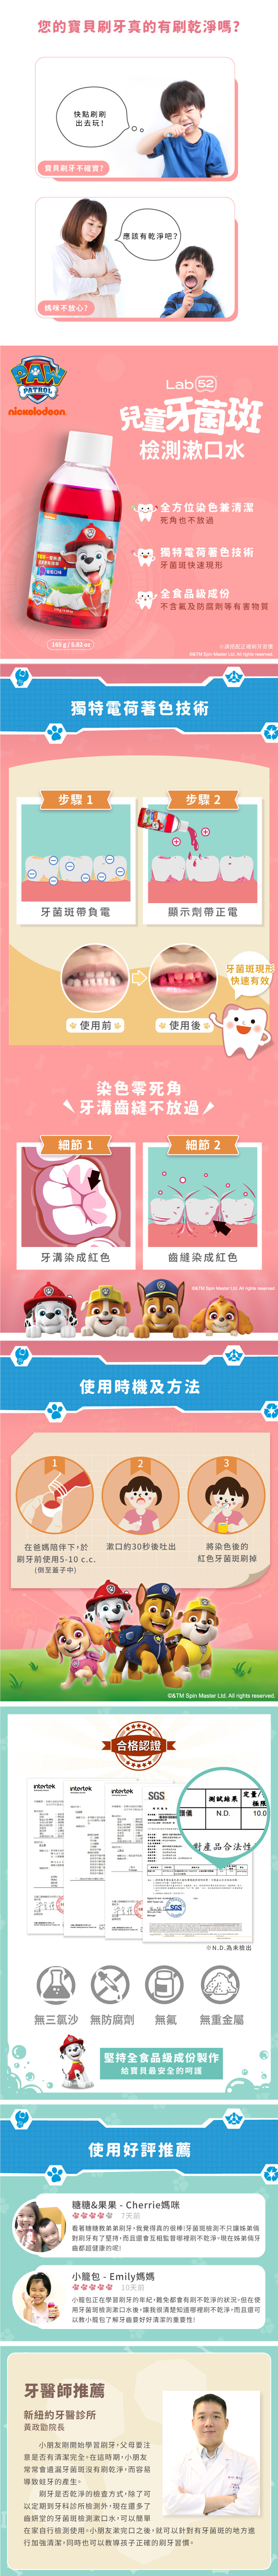 您的寶貝刷牙真的有刷乾淨嗎?
快點刷刷
出去玩!
寶貝刷牙不確實?
應該有乾淨吧?
媽咪不放心?
PAW
PATROL
nickelodeon
Lab 52
兒童牙菌斑
檢測漱口水
全方位染色兼清潔
死角也不放過
獨特電荷著色技術
牙菌斑快速現形
全食品級成份
不含氟及防腐劑等有害物質
165 g / 5.82 oz
※請搭配正確刷牙習慣
©&TM Spin Master Ltd. All rights reserved.
獨特電荷著色技術
步驟 1
步驟 2
牙菌斑帶負電
顯示劑帶正電
牙菌斑現形
快速有效
使用前
使用後
染色零死角
牙溝齒縫不放過
細節 1
細節 2
牙溝染成紅色
齒縫染成紅色
©&TM Spin Master Ltd. All rights reserved.
使用時機及方法
1
2
3
在爸媽陪伴下,於
刷牙前使用5-10 c.c.
(倒至蓋子中)
漱口約30秒後吐出
將染色後的
紅色牙菌斑刷掉
©&TM Spin Master Ltd. All rights reserved.
合格認證
intertek
intertek
intertek
SGS
測試結果
定量/
極限
譜儀
N.D.
10.0
對產品合法性
SGS
※N.D.為未檢出
無三氯沙
無防腐劑
無氟
無重金屬
堅持全食品級成份製作
給寶貝最安全的呵護
使用好評推薦
糖糖&果果 - Cherrie媽咪
7天前
看著糖糖教弟弟刷牙,我覺得真的很棒!牙菌斑檢測不只讓姊弟倆
對刷牙有了堅持,而且還會互相監督哪裡刷不乾淨。現在姊弟倆牙
齒都超健康的呢!
小籠包 - Emily媽媽
10天前
小籠包正在學習刷牙的年紀,難免都會有刷不乾淨的狀況。但在使
用牙菌斑檢測漱口水後,讓我很清楚知道哪裡刷不乾淨,而且還可
以教小籠包了解牙齒要好好清潔的重要性!
牙醫師推薦
新紐約牙醫診所
黃政勛院長
小朋友剛開始學習刷牙,父母要注
意是否有清潔完全。在這時期,小朋友
常常會遺漏牙菌斑沒有刷乾淨,而容易
導致蛀牙的產生。
刷牙是否乾淨的檢查方式,除了可
以定期到牙科診所檢測外,現在還多了
齒妍堂的牙菌斑檢測漱口水,可以簡單
在家自行檢測使用。小朋友漱完口之後,就可以針對有牙菌斑的地方進
行加強清潔,同時也可以教導孩子正確的刷牙習慣。